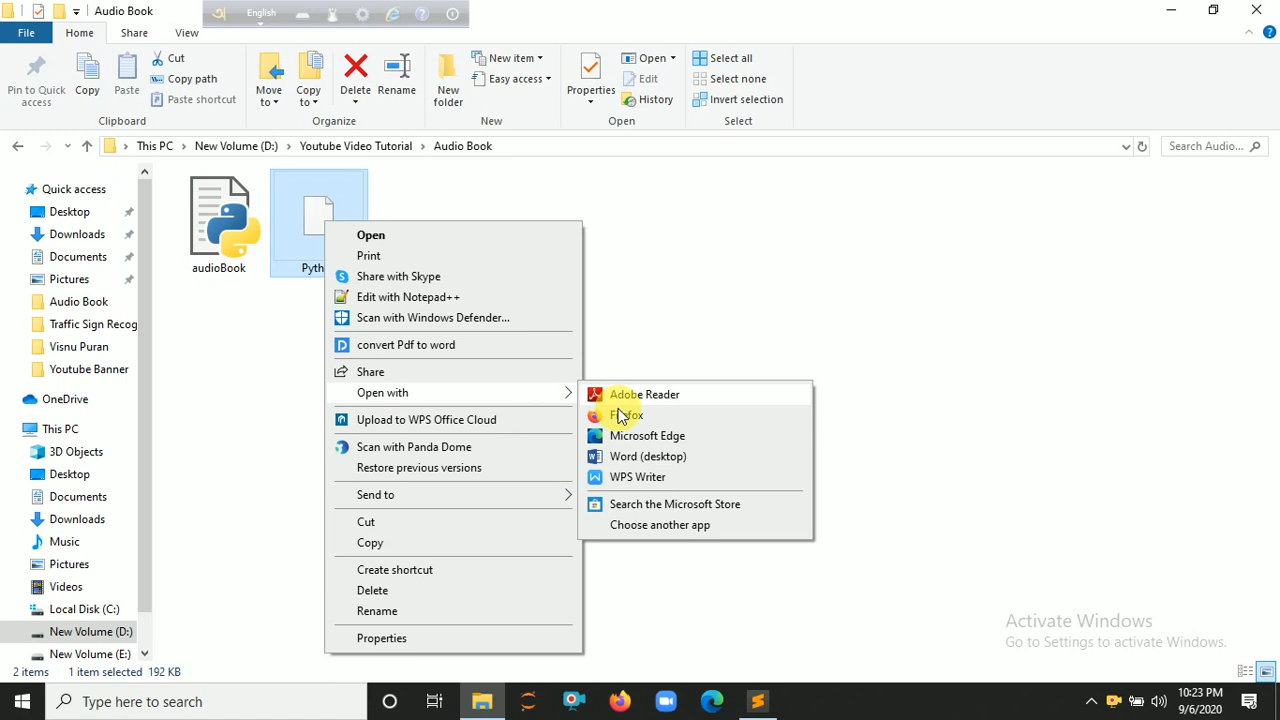 Audio Book
English
File
Home
Share
View
Pin to Quick access
Copy
Paste
Cut
Copy path
Paste shortcut
Clipboard
Move to
Copy to
Delete
Rename
Organize
New folder
New item
Easy access
New
Properties
Open
Edit
History
Open
Select all
Select none
Invert selection
Select
This PC
New Volume (D:)
Youtube Video Tutorial
Audio Book
Search Audio...
Quick access
Desktop
Downloads
Documents
Pictures
Audio Book
Traffic Sign Recog
Visnu Puran
Youtube Banner
OneDrive
This PC
3D Objects
Desktop
Documents
Downloads
Music
Pictures
Videos
Local Disk (C:)
New Volume (D:)
New Volume (E:)
audioBook
Pyth
Open
Print
Share with Skype
Edit with Notepad++
Scan with Windows Defender...
convert Pdf to word
Share
Open with
Upload to WPS Office Cloud
Scan with Panda Dome
Restore previous versions
Send to
Cut
Copy
Create shortcut
Delete
Rename
Properties
Adobe Reader
Firefox
Microsoft Edge
Word (desktop)
WPS Writer
Search the Microsoft Store
Choose another app
Activate Windows
Go to Settings to activate Windows.
2 items
1 item selected 192 KB
Type here to search
10:23 PM
9/6/2020